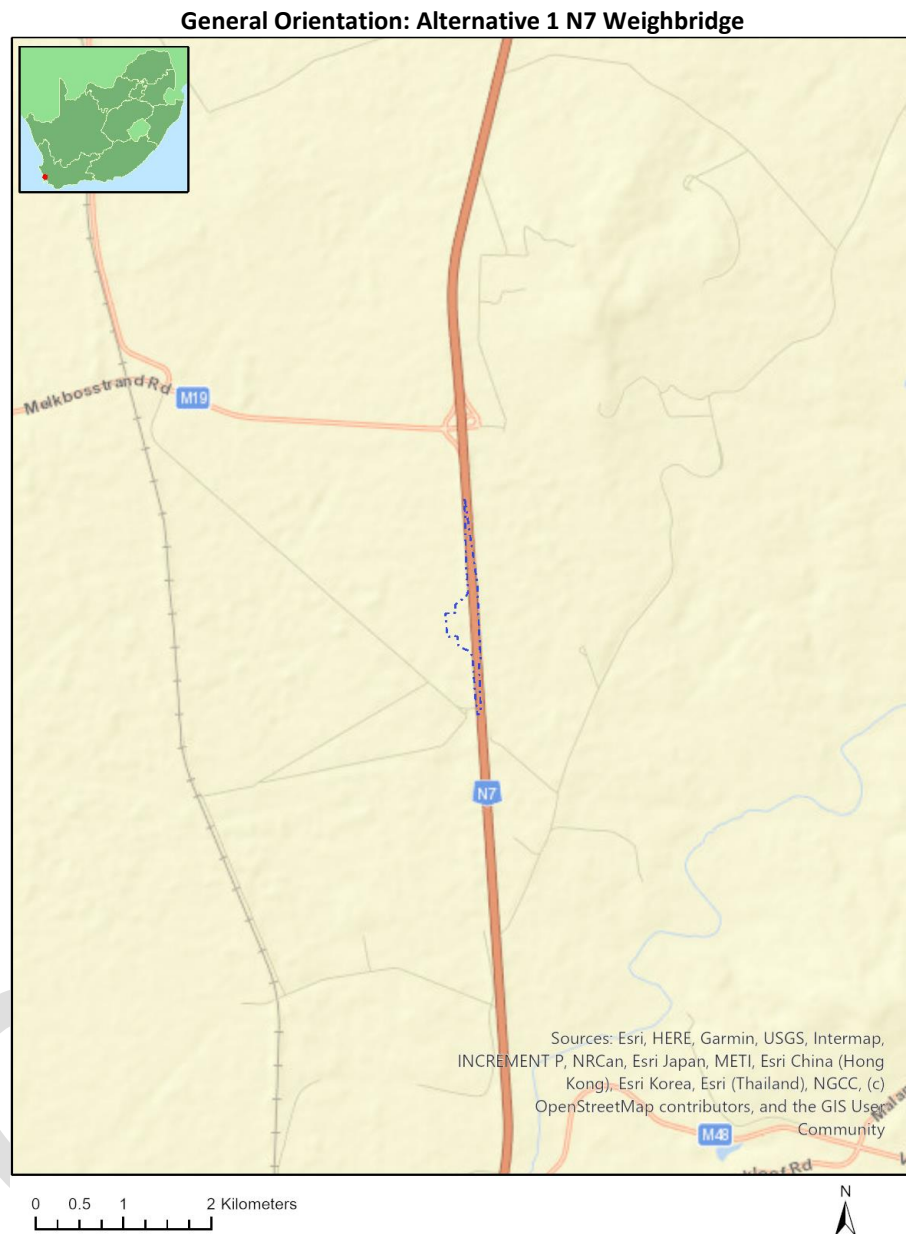 General Orientation: Alternative 1 N7 Weighbridge
Melkbosstrand Rd
M19
N7
Sources: Esri, HERE, Garmin, USGS, Intermap,
INCREMENT P, NRCan, Esri Japan, METI, Esri China (Hong
Kong), Esri Korea, Esri (Thailand), NGCC, (c)
OpenStreetMap contributors, and the GIS User
Community
M48
Rd
0 0.5 1 2 Kilometers
N